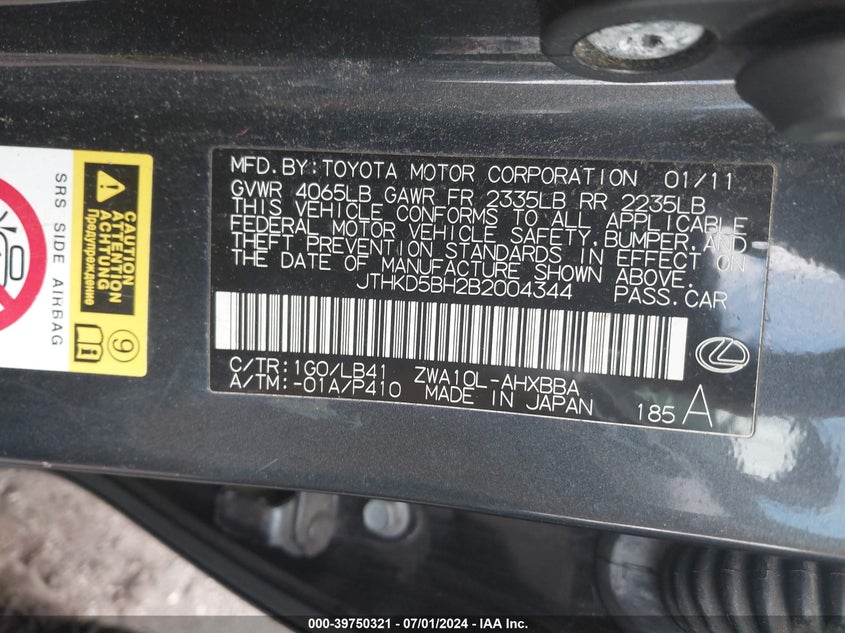 SRS SIDE AIRBAG
CAUTION
ATTENTION
ACHTUNG
Предупреждение
9
MFD. BY: TOYOTA MOTOR CORPORATION 01/11
GVWR 4065LB GAWR FR 2335LB RR 2235LB
THIS VEHICLE CONFORMS TO ALL APPLICABLE
FEDERAL MOTOR VEHICLE SAFETY, BUMPER, AND
THEFT PREVENTION STANDARDS IN EFFECT ON
THE DATE OF MANUFACTURE SHOWN ABOVE.
JTHKD5BH2B2004344 PASS. CAR
C/TR: 1G0/LB41 ZWA10L-AHXBBA
A/TM: -01A/P410 MADE IN JAPAN 185 A
000-39750321 - 07/01/2024 - IAA Inc.